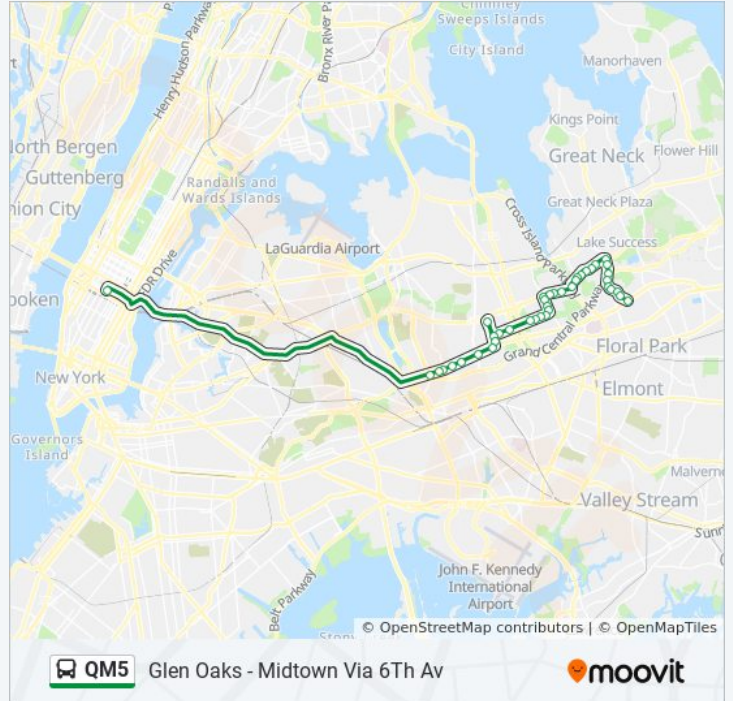 Chimney
Sweeps Islands
City Island
Henry Hudson Parkway
Bronx River P
Manorhaven
Kings Point
Great Neck
Flower Hill
North Bergen
Guttenberg
nion City
Randalls and
Wards Islands
Great Neck Plaza
Cross Island Park
Lake Success
LaGuardia Airport
FDR Drive
boken
Grand Central Parkway
Floral Park
New York
Elmont
Governors
Island
Malverne
Valley Stream
Sunr
John F. Kennedy
International
Airport
Belt Parkway
© OpenStreetMap contributors | © OpenMapTiles
QM5 Glen Oaks - Midtown Via 6Th Av
moovit